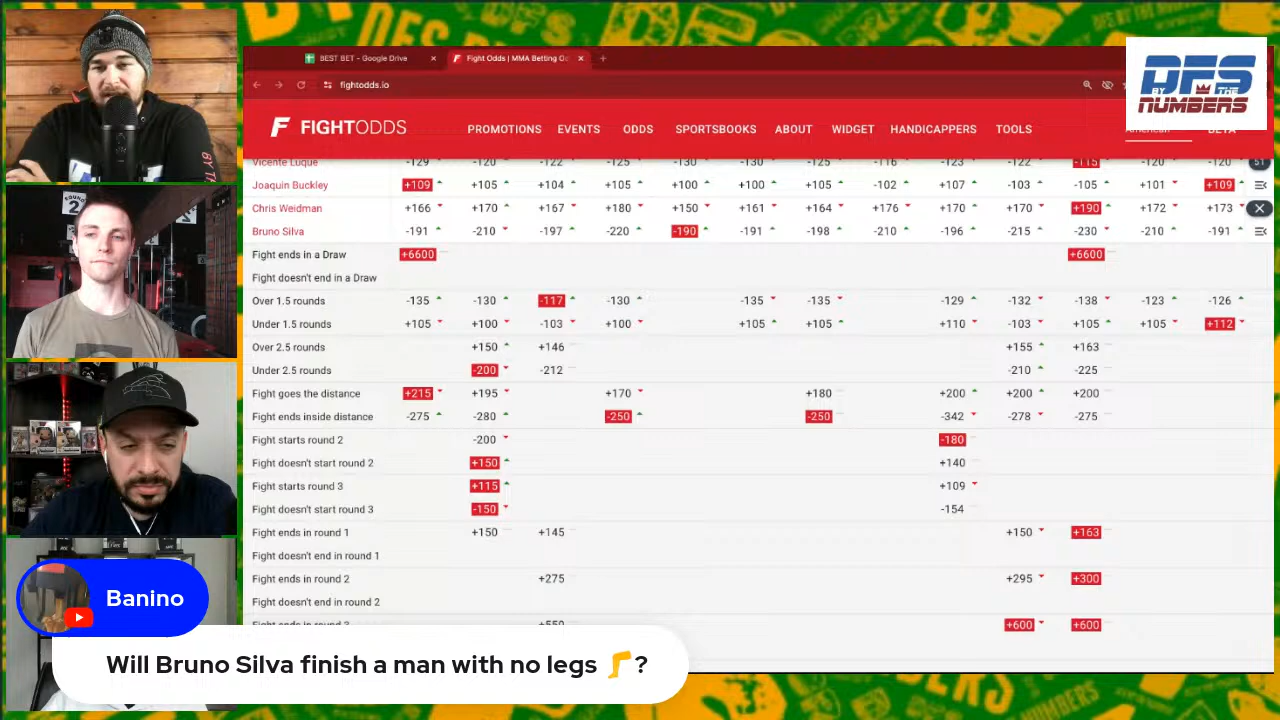 BEST BET - Google Drive
Fight Odds | MMA Betting Od
fightodds.io
DFS
BY THE
NUMBERS
FIGHTODDS
PROMOTIONS EVENTS ODDS SPORTSBOOKS ABOUT WIDGET HANDICAPPERS TOOLS American BETA
Vicente Luque -129 -120 -122 -125 -130 -130 -125 -116 -123 -122 -115 -120 -120 51
Joaquin Buckley +109 +105 +104 +105 +100 +100 +105 -102 +107 -103 -105 +101 +109
Chris Weidman +166 +170 +167 +180 +150 +161 +164 +176 +170 +170 +190 +172 +173
Bruno Silva -191 -210 -197 -220 -190 -191 -198 -210 -196 -215 -230 -210 -191
Fight ends in a Draw +6600 +6600
Fight doesn't end in a Draw
Over 1.5 rounds -135 -130 -117 -130 -135 -135 -129 -132 -138 -123 -126
Under 1.5 rounds +105 +100 -103 +100 +105 +105 +110 -103 +105 +105 +112
Over 2.5 rounds +150 +146 +155 +163
Under 2.5 rounds -200 -212 -210 -225
Fight goes the distance +215 +195 +170 +180 +200 +200 +200
Fight ends inside distance -275 -280 -250 -250 -342 -278 -275
Fight starts round 2 -200 -180
Fight doesn't start round 2 +150 +140
Fight starts round 3 +115 +109
Fight doesn't start round 3 -150 -154
Fight ends in round 1 +150 +145 +150 +163
Fight doesn't end in round 1
Fight ends in round 2 +275 +295 +300
Fight doesn't end in round 2
Fight ends in round 3 +550 +600 +600
Banino
Will Bruno Silva finish a man with no legs 🦵?